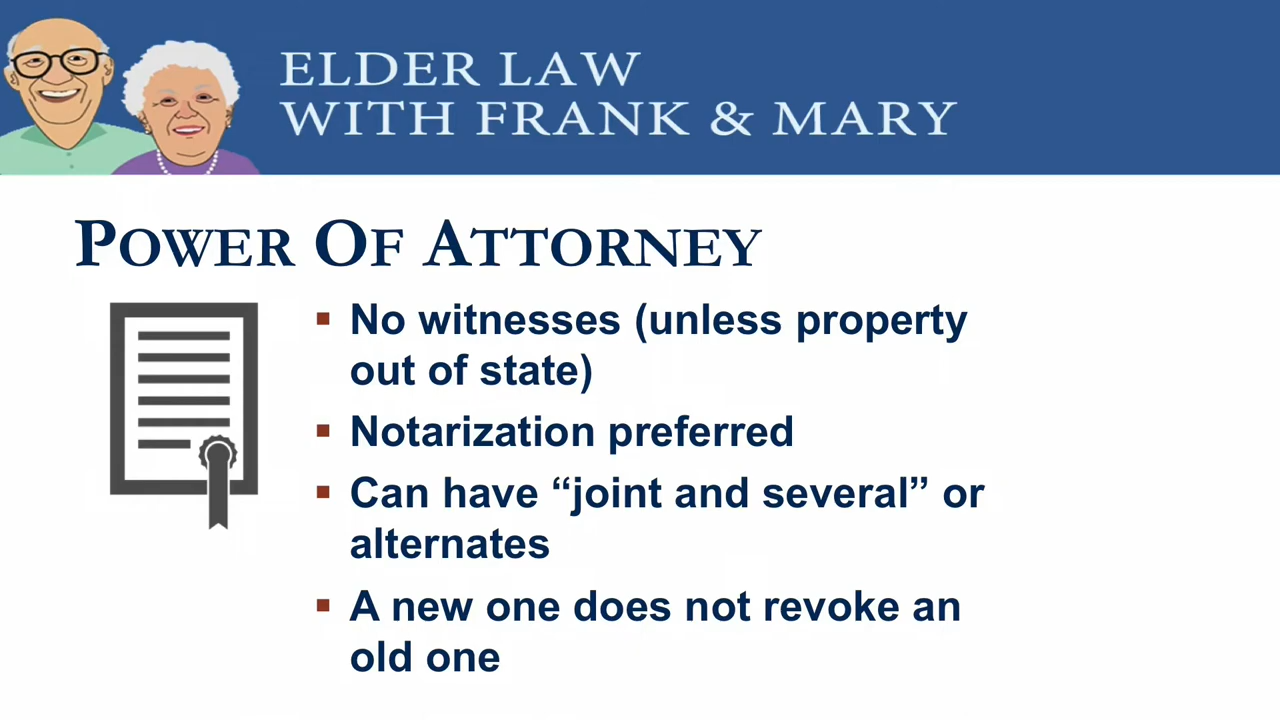 ELDER LAW
WITH FRANK & MARY
POWER OF ATTORNEY
▪ No witnesses (unless property
out of state)
▪ Notarization preferred
▪ Can have “joint and several” or
alternates
▪ A new one does not revoke an
old one